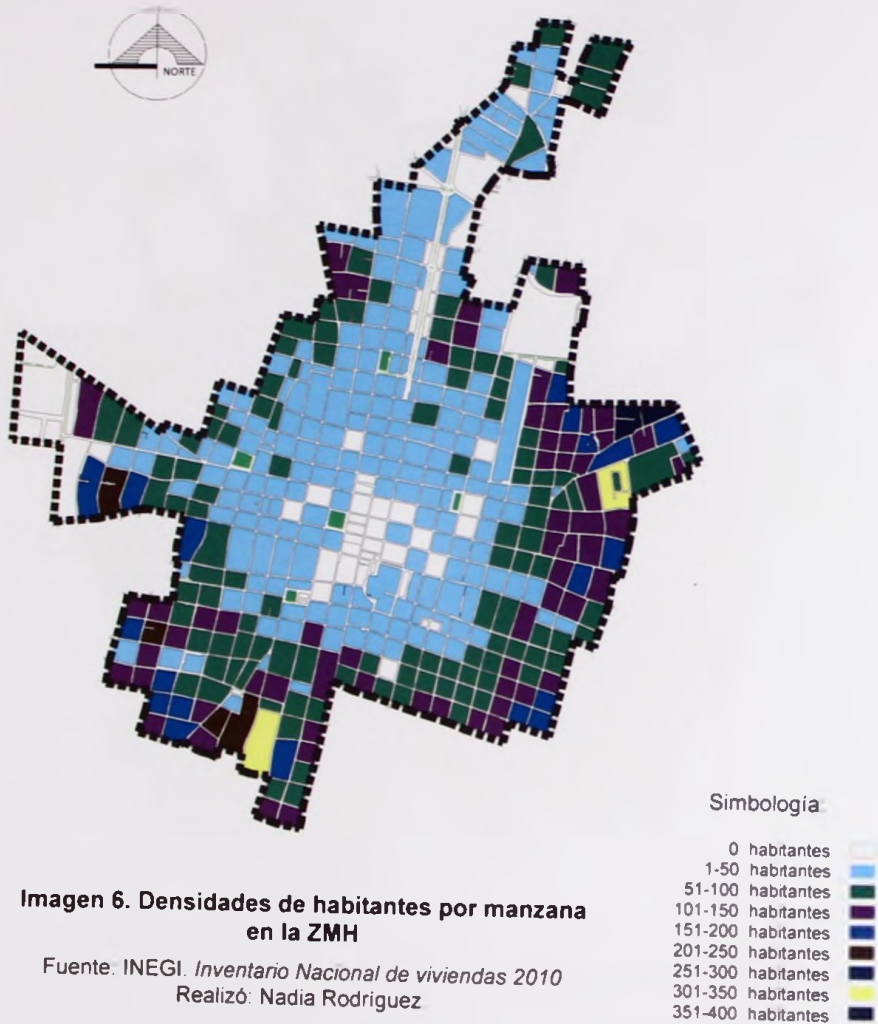 NORTE
Simbología
0 habitantes
1-50 habitantes
51-100 habitantes
101-150 habitantes
151-200 habitantes
201-250 habitantes
251-300 habitantes
301-350 habitantes
351-400 habitantes
Imagen 6. Densidades de habitantes por manzana
en la ZMH
Fuente: INEGI. Inventario Nacional de viviendas 2010
Realizó: Nadia Rodríguez